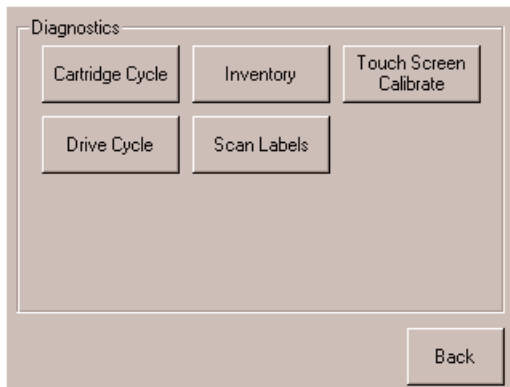 Diagnostics
Cartridge Cycle
Inventory
Touch Screen
Calibrate
Drive Cycle
Scan Labels
Back